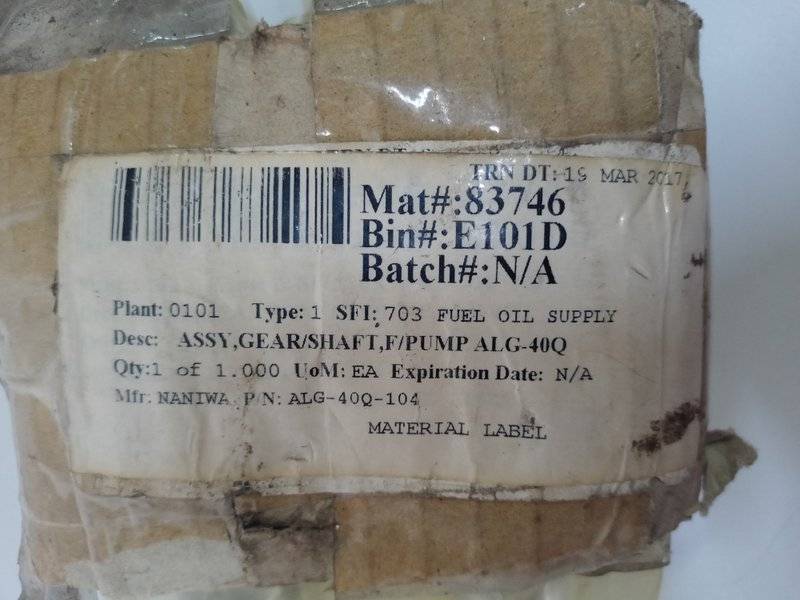 TRN DT: 19 MAR 2017
Mat#:83746
Bin#:E101D
Batch#:N/A
Plant: 0101 Type: 1 SFI: 703 FUEL OIL SUPPLY
Desc: ASSY,GEAR/SHAFT,F/PUMP ALG-40Q
Qty:1 of 1.000 UoM: EA Expiration Date: N/A
Mfr: NANIWA P/N: ALG-40Q-104
MATERIAL LABEL